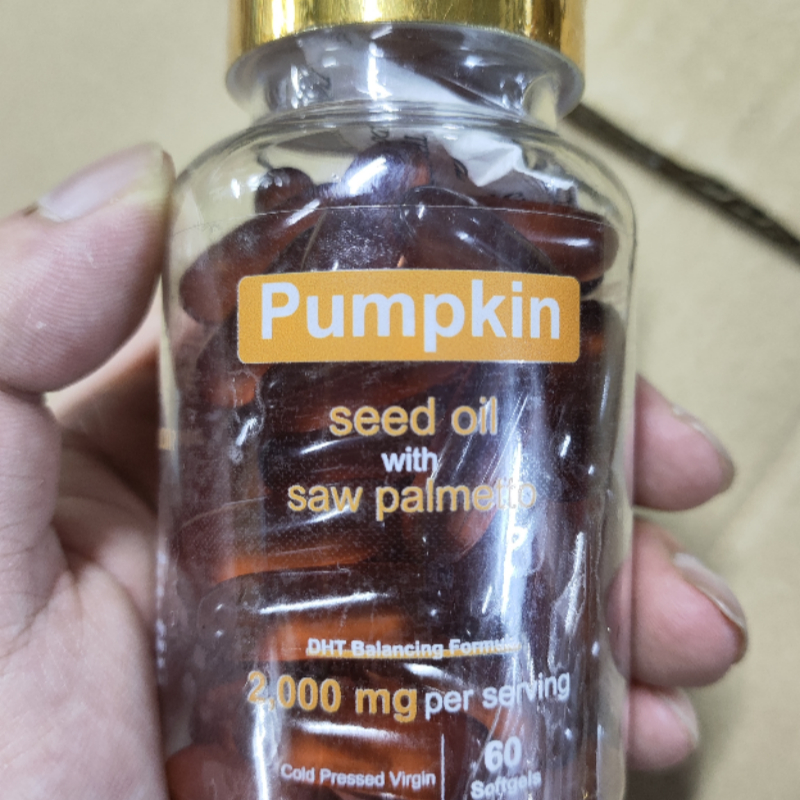 Pumpkin
seed oil
with
saw palmetto
DHT Balancing Formula
2,000 mg per serving
Cold Pressed Virgin
60
Softgels